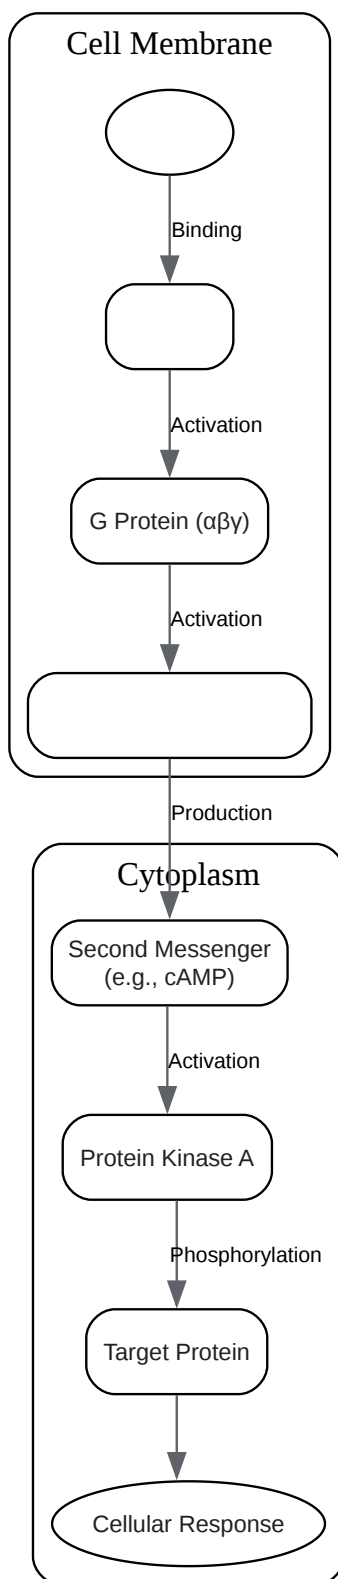 Cell Membrane
Binding
Activation
G Protein (αβγ)
Activation
Production
Cytoplasm
Second Messenger
(e.g., cAMP)
Activation
Protein Kinase A
Phosphorylation
Target Protein
Cellular Response